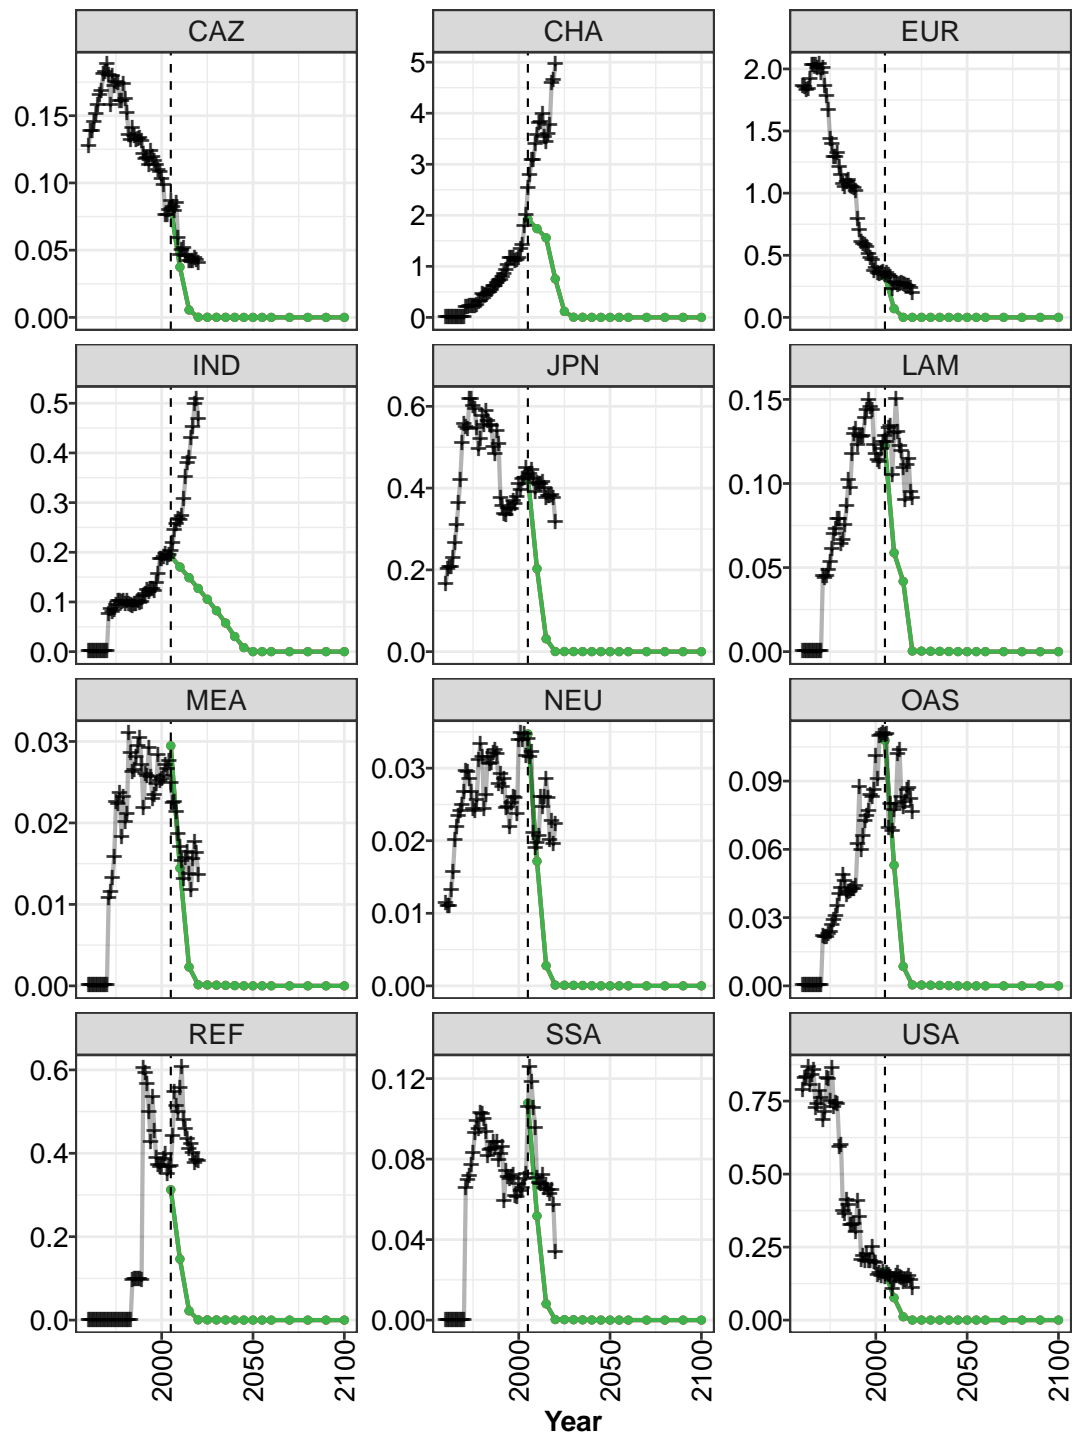 CAZ CHA EUR
0.15 5 2.0
0.10 4 1.5
0.05 3 1.0
0.00 2 0.5
1 0.0
0
IND JPN LAM
0.5 0.6 0.15
0.4 0.4 0.10
0.3 0.2 0.05
0.2 0.0 0.00
0.1
0.0
MEA NEU OAS
0.03 0.03 0.09
0.02 0.02 0.06
0.01 0.01 0.03
0.00 0.00 0.00
REF SSA USA
0.6 0.12 0.75
0.4 0.08 0.50
0.2 0.04 0.25
0.0 0.00 0.00
2000 2050 2100 2000 2050 2100 2000 2050 2100
Year